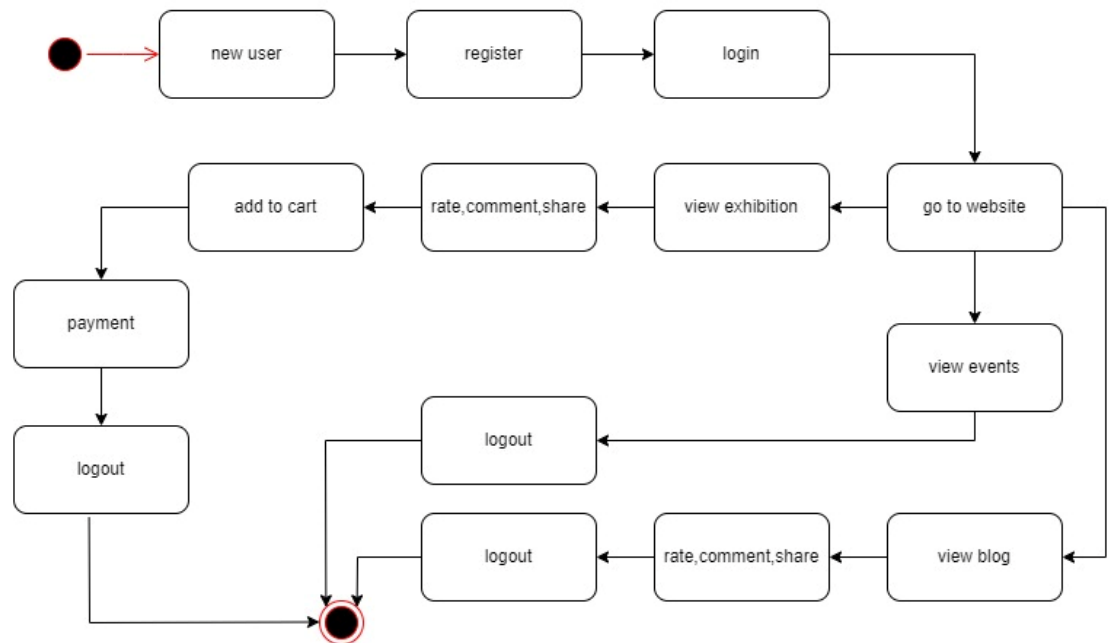 new user
register
login
add to cart
rate,comment,share
view exhibition
go to website
payment
view events
logout
logout
logout
rate,comment,share
view blog